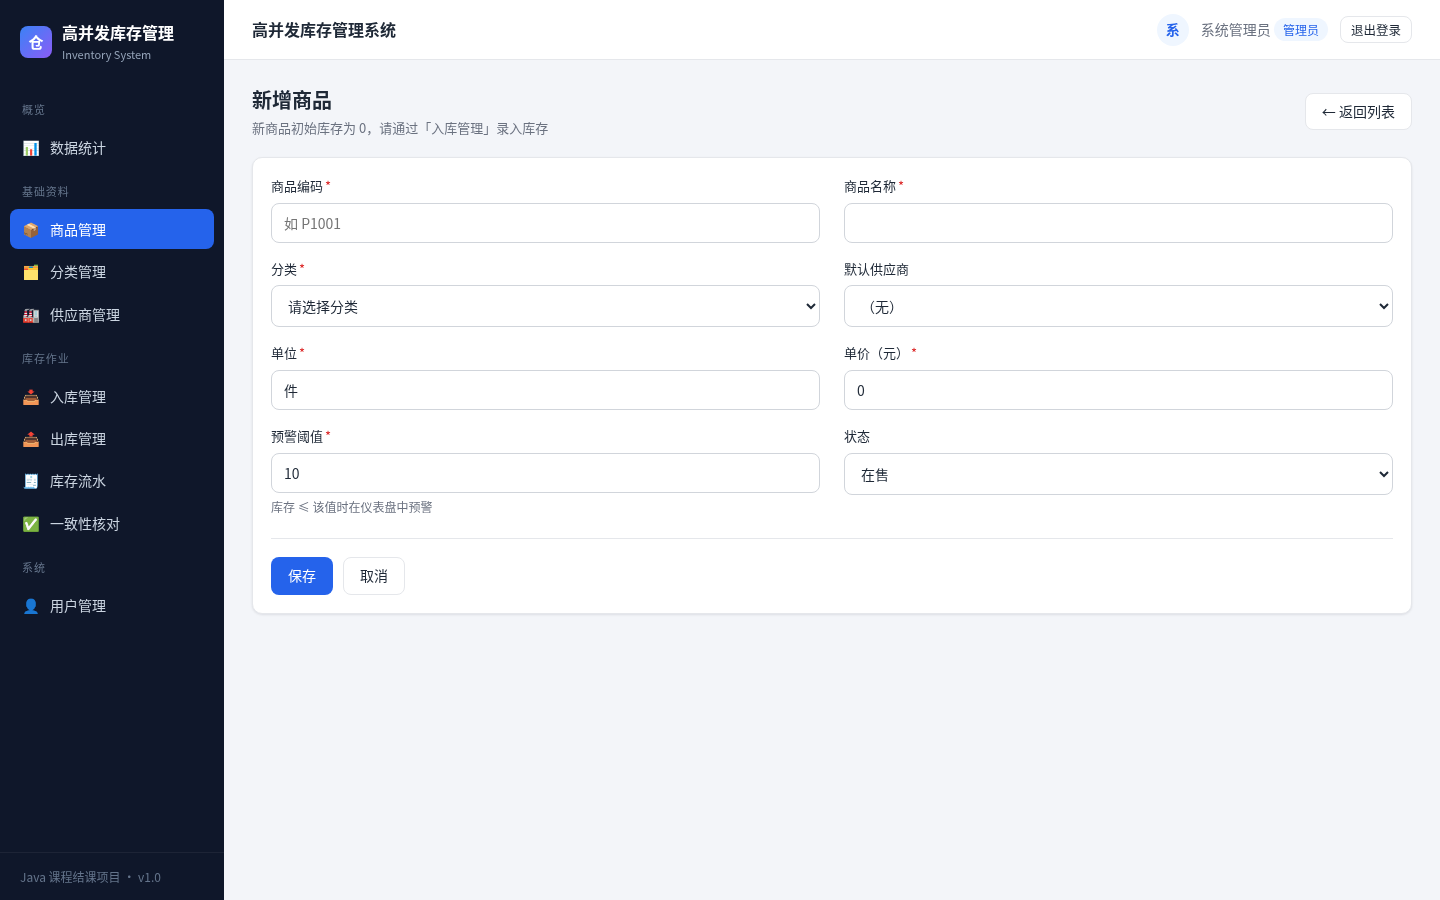 仓
高并发库存管理
Inventory System
概览
数据统计
基础资料
商品管理
分类管理
供应商管理
库存作业
入库管理
出库管理
库存流水
一致性核对
系统
用户管理
Java 课程结课项目 · v1.0
高并发库存管理系统
系 系统管理员 管理员 退出登录
新增商品
新商品初始库存为 0，请通过「入库管理」录入库存
← 返回列表
商品编码 *
如 P1001
商品名称 *
分类 *
请选择分类
默认供应商
（无）
单位 *
件
单价（元） *
0
预警阈值 *
10
库存 ≤ 该值时在仪表盘中预警
状态
在售
保存 取消